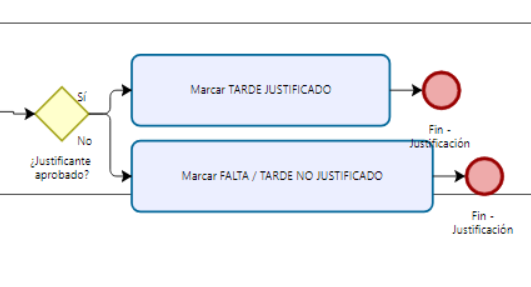 Sí
Marcar TARDE JUSTIFICADO
Fin -
Justificación
No
¿Justificante
aprobado?
Marcar FALTA / TARDE NO JUSTIFICADO
Fin -
Justificación